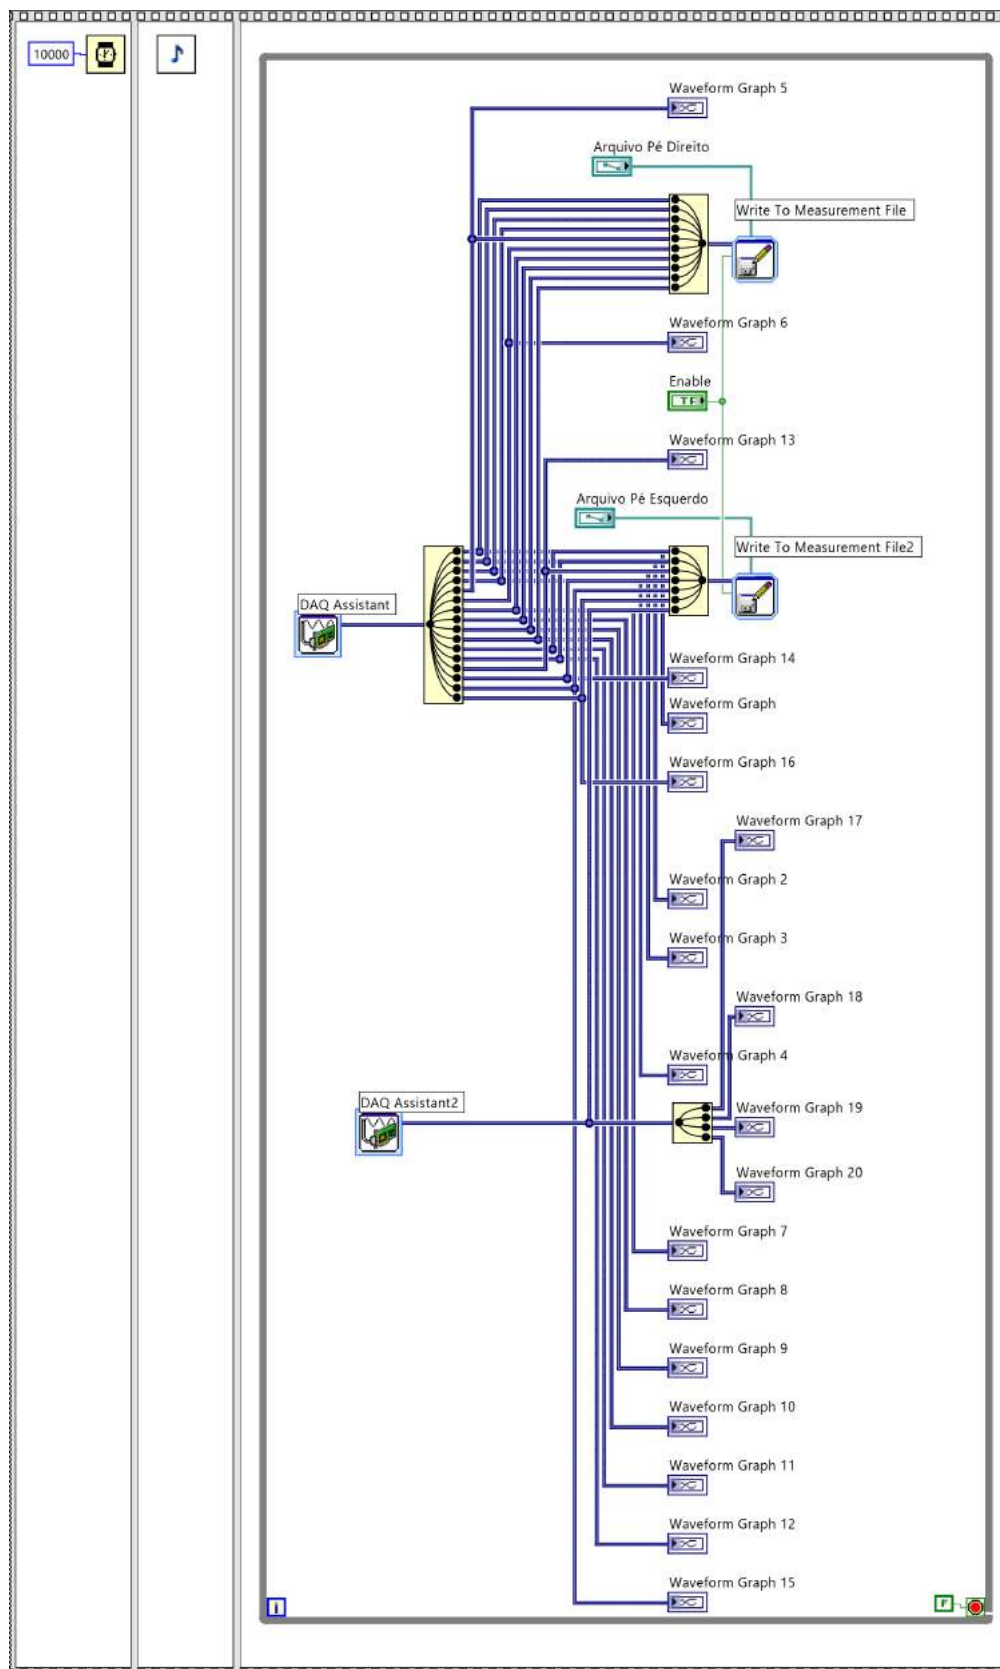 10000
Waveform Graph 5
Arquivo Pé Direito
Write To Measurement File
Waveform Graph 6
Enable
TF
Waveform Graph 13
Arquivo Pé Esquerdo
Write To Measurement File2
DAQ Assistant
Waveform Graph 14
Waveform Graph
Waveform Graph 16
Waveform Graph 17
Waveform Graph 2
Waveform Graph 3
Waveform Graph 18
Waveform Graph 4
DAQ Assistant2
Waveform Graph 19
Waveform Graph 20
Waveform Graph 7
Waveform Graph 8
Waveform Graph 9
Waveform Graph 10
Waveform Graph 11
Waveform Graph 12
Waveform Graph 15
i
F